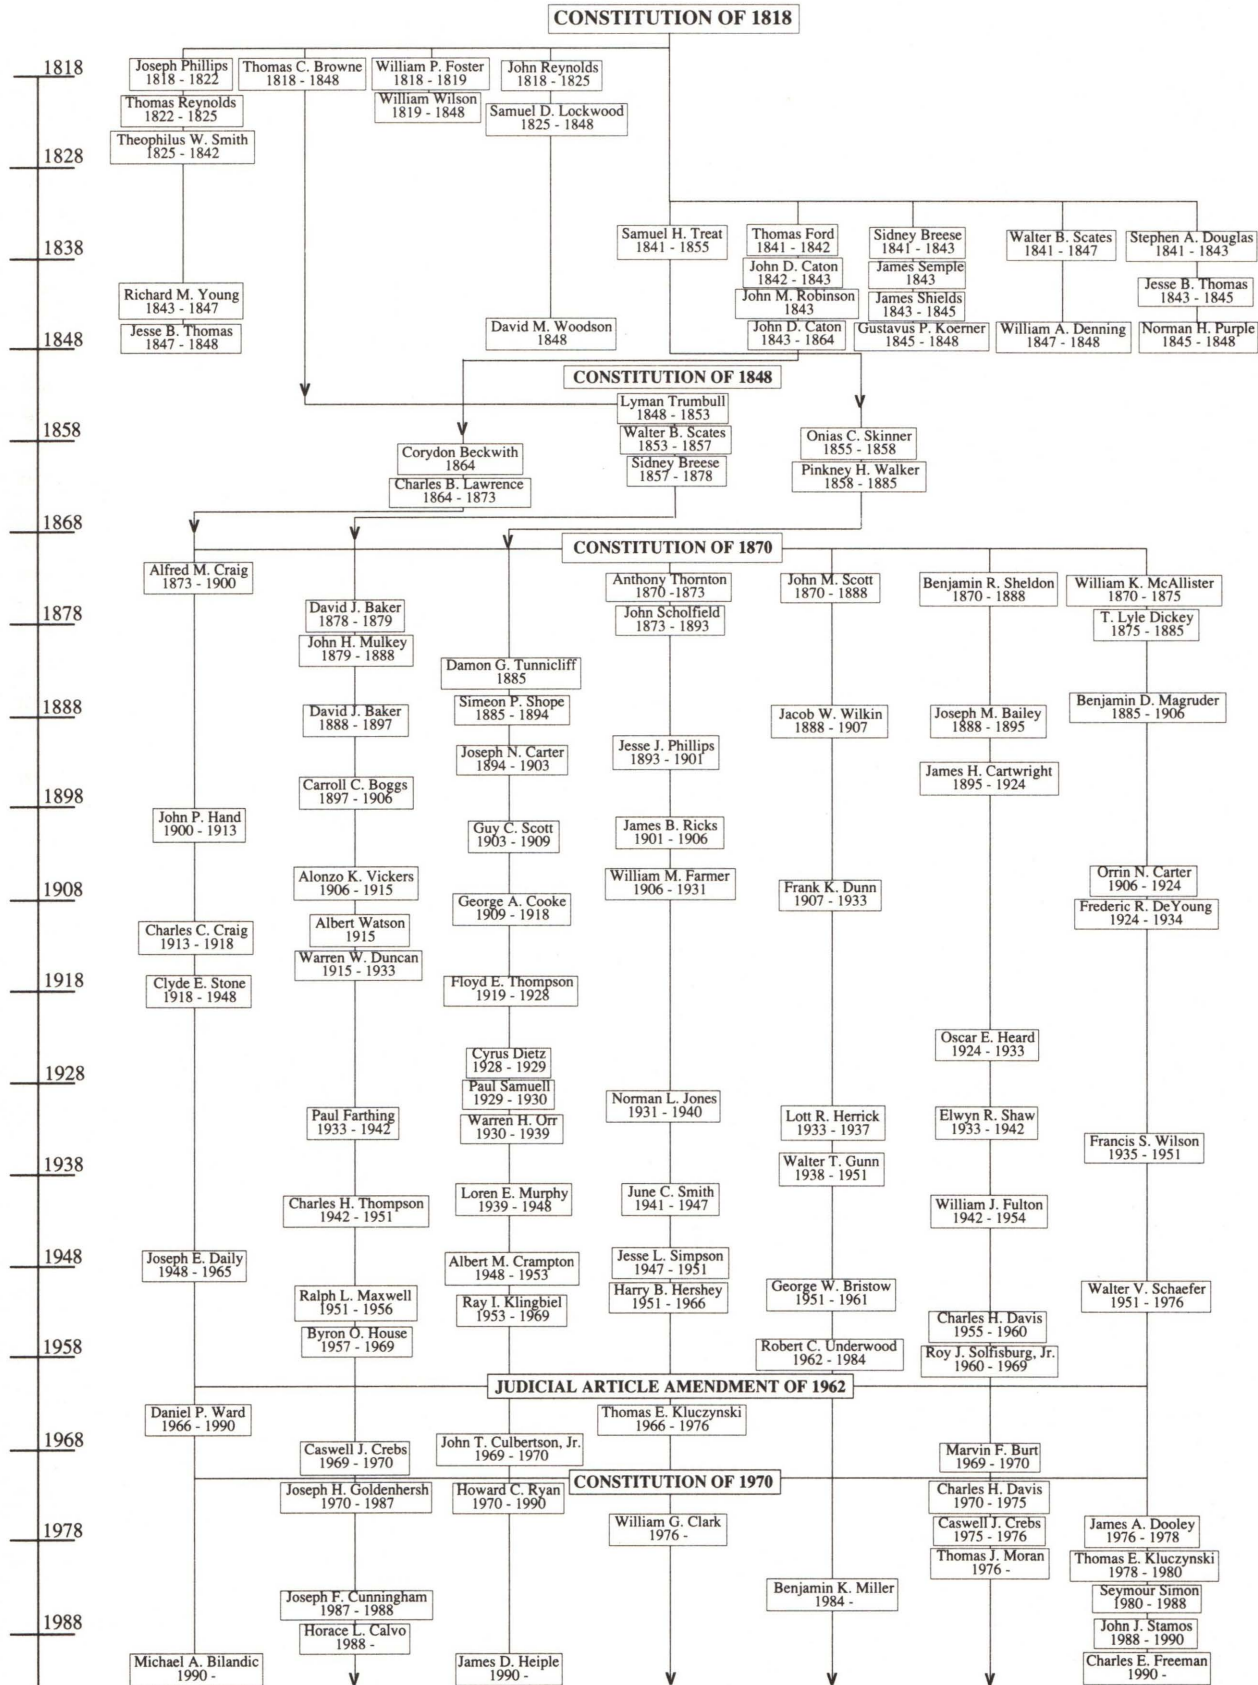 CONSTITUTION OF 1818
1818
Joseph Phillips
1818 - 1822
Thomas C. Browne
1818 - 1848
William P. Foster
1818 - 1819
John Reynolds
1818 - 1825
Thomas Reynolds
1822 - 1825
William Wilson
1819 - 1848
Samuel D. Lockwood
1825 - 1848
Theophilus W. Smith
1825 - 1842
1828
Samuel H. Treat
1841 - 1855
Thomas Ford
1841 - 1842
Sidney Breese
1841 - 1843
Walter B. Scates
1841 - 1847
Stephen A. Douglas
1841 - 1843
1838
John D. Caton
1842 - 1843
James Semple
1843
Jesse B. Thomas
1843 - 1845
Richard M. Young
1843 - 1847
John M. Robinson
1843
James Shields
1843 - 1845
Jesse B. Thomas
1847 - 1848
David M. Woodson
1848
John D. Caton
1843 - 1864
Gustavus P. Koerner
1845 - 1848
William A. Denning
1847 - 1848
Norman H. Purple
1845 - 1848
1848
CONSTITUTION OF 1848
Lyman Trumbull
1848 - 1853
Walter B. Scates
1853 - 1857
Onias C. Skinner
1855 - 1858
1858
Corydon Beckwith
1864
Sidney Breese
1857 - 1878
Pinkney H. Walker
1858 - 1885
Charles B. Lawrence
1864 - 1873
1868
CONSTITUTION OF 1870
Alfred M. Craig
1873 - 1900
Anthony Thornton
1870 -1873
John M. Scott
1870 - 1888
Benjamin R. Sheldon
1870 - 1888
William K. McAllister
1870 - 1875
David J. Baker
1878 - 1879
John Scholfield
1873 - 1893
T. Lyle Dickey
1875 - 1885
1878
John H. Mulkey
1879 - 1888
Damon G. Tunnicliff
1885
Simeon P. Shope
1885 - 1894
Benjamin D. Magruder
1885 - 1906
1888
David J. Baker
1888 - 1897
Jacob W. Wilkin
1888 - 1907
Joseph M. Bailey
1888 - 1895
Joseph N. Carter
1894 - 1903
Jesse J. Phillips
1893 - 1901
James H. Cartwright
1895 - 1924
Carroll C. Boggs
1897 - 1906
1898
John P. Hand
1900 - 1913
Guy C. Scott
1903 - 1909
James B. Ricks
1901 - 1906
Alonzo K. Vickers
1906 - 1915
William M. Farmer
1906 - 1931
Orrin N. Carter
1906 - 1924
1908
George A. Cooke
1909 - 1918
Frank K. Dunn
1907 - 1933
Frederic R. DeYoung
1924 - 1934
Charles C. Craig
1913 - 1918
Albert Watson
1915
Warren W. Duncan
1915 - 1933
1918
Clyde E. Stone
1918 - 1948
Floyd E. Thompson
1919 - 1928
Oscar E. Heard
1924 - 1933
Cyrus Dietz
1928 - 1929
1928
Paul Samuell
1929 - 1930
Norman L. Jones
1931 - 1940
Paul Farthing
1933 - 1942
Warren H. Orr
1930 - 1939
Lott R. Herrick
1933 - 1937
Elwyn R. Shaw
1933 - 1942
Francis S. Wilson
1935 - 1951
1938
Walter T. Gunn
1938 - 1951
Charles H. Thompson
1942 - 1951
Loren E. Murphy
1939 - 1948
June C. Smith
1941 - 1947
William J. Fulton
1942 - 1954
1948
Joseph E. Daily
1948 - 1965
Albert M. Crampton
1948 - 1953
Jesse L. Simpson
1947 - 1951
Ralph L. Maxwell
1951 - 1956
Ray I. Klingbiel
1953 - 1969
Harry B. Hershey
1951 - 1966
George W. Bristow
1951 - 1961
Walter V. Schaefer
1951 - 1976
Charles H. Davis
1955 - 1960
Byron O. House
1957 - 1969
Robert C. Underwood
1962 - 1984
Roy J. Solfisburg, Jr.
1960 - 1969
1958
JUDICIAL ARTICLE AMENDMENT OF 1962
Daniel P. Ward
1966 - 1990
Thomas E. Kluczynski
1966 - 1976
1968
Caswell J. Crebs
1969 - 1970
John T. Culbertson, Jr.
1969 - 1970
Marvin F. Burt
1969 - 1970
CONSTITUTION OF 1970
Joseph H. Goldenhersh
1970 - 1987
Howard C. Ryan
1970 - 1990
Charles H. Davis
1970 - 1975
William G. Clark
1976 -
Caswell J. Crebs
1975 - 1976
James A. Dooley
1976 - 1978
1978
Thomas J. Moran
1976 -
Thomas E. Kluczynski
1978 - 1980
Joseph F. Cunningham
1987 - 1988
Benjamin K. Miller
1984 -
Seymour Simon
1980 - 1988
1988
Horace L. Calvo
1988 -
John J. Stamos
1988 - 1990
Michael A. Bilandic
1990 -
James D. Heiple
1990 -
Charles E. Freeman
1990 -